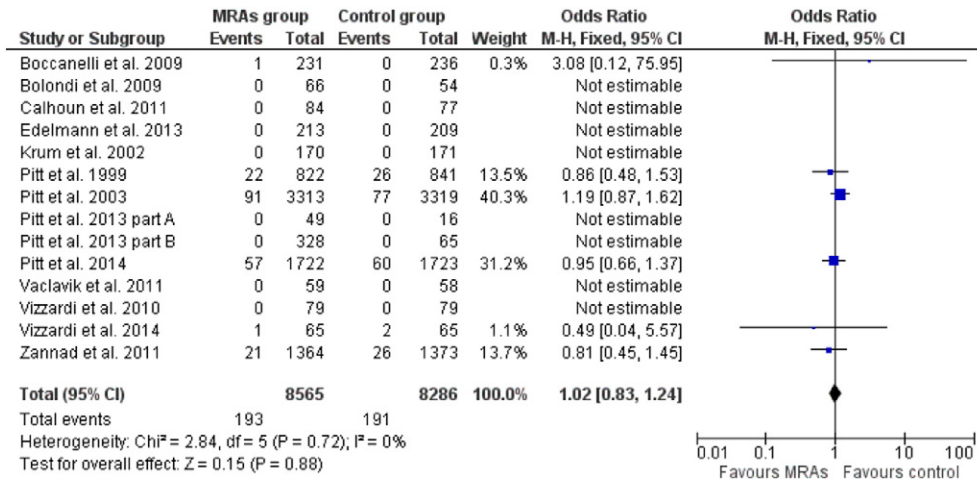 MRAs group Control group Odds Ratio Odds Ratio
Study or Subgroup Events Total Events Total Weight M-H, Fixed, 95% CI M-H, Fixed, 95% CI
Boccanelli et al. 2009 1 231 0 236 0.3% 3.08 [0.12, 75.95]
Bolondi et al. 2009 0 66 0 54 Not estimable
Calhoun et al. 2011 0 84 0 77 Not estimable
Edelmann et al. 2013 0 213 0 209 Not estimable
Krum et al. 2002 0 170 0 171 Not estimable
Pitt et al. 1999 22 822 26 841 13.5% 0.86 [0.48, 1.53]
Pitt et al. 2003 91 3313 77 3319 40.3% 1.19 [0.87, 1.62]
Pitt et al. 2013 part A 0 49 0 16 Not estimable
Pitt et al. 2013 part B 0 328 0 65 Not estimable
Pitt et al. 2014 57 1722 60 1723 31.2% 0.95 [0.66, 1.37]
Vaclavik et al. 2011 0 59 0 58 Not estimable
Vizzardi et al. 2010 0 79 0 79 Not estimable
Vizzardi et al. 2014 1 65 2 65 1.1% 0.49 [0.04, 5.57]
Zannad et al. 2011 21 1364 26 1373 13.7% 0.81 [0.45, 1.45]
Total (95% CI) 8565 8286 100.0% 1.02 [0.83, 1.24]
Total events 193 191
Heterogeneity: Chi² = 2.84, df = 5 (P = 0.72); I² = 0%
Test for overall effect: Z = 0.15 (P = 0.88)
0.01 0.1 1 10 100
Favours MRAs Favours control